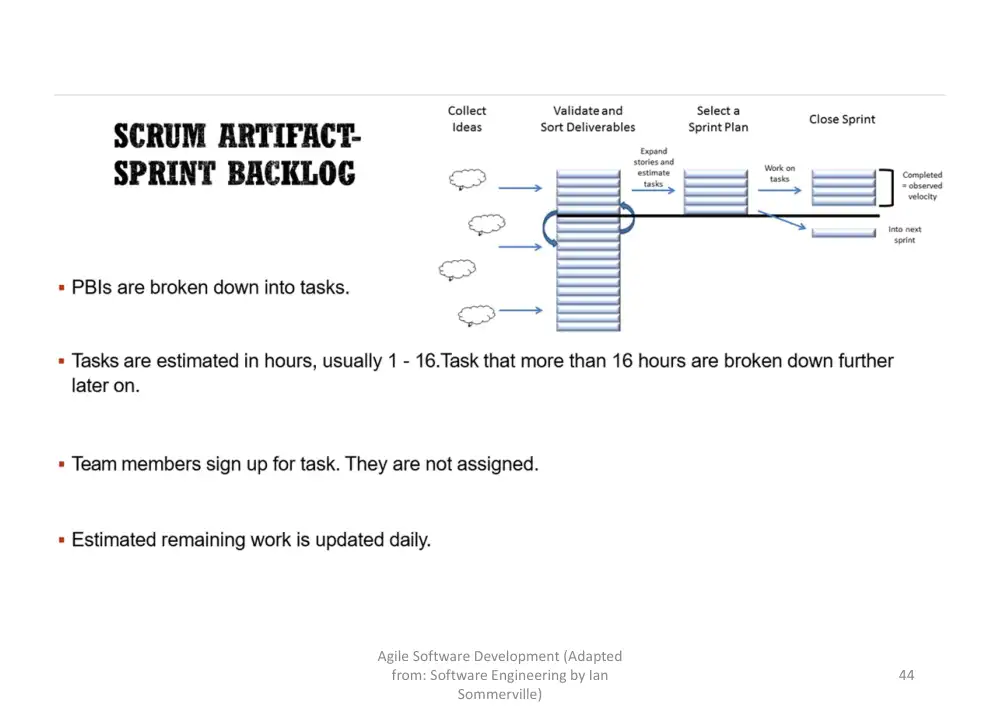 SCRUM ARTIFACT-
SPRINT BACKLOG
Collect
Ideas
Validate and
Sort Deliverables
Select a
Sprint Plan
Close Sprint
Expand
stories and
estimate
tasks
Work on
tasks
Completed
= observed
velocity
Into next
sprint
▪ PBIs are broken down into tasks.
▪ Tasks are estimated in hours, usually 1 - 16.Task that more than 16 hours are broken down further
later on.
▪ Team members sign up for task. They are not assigned.
▪ Estimated remaining work is updated daily.
Agile Software Development (Adapted
from: Software Engineering by Ian
Sommerville)
44